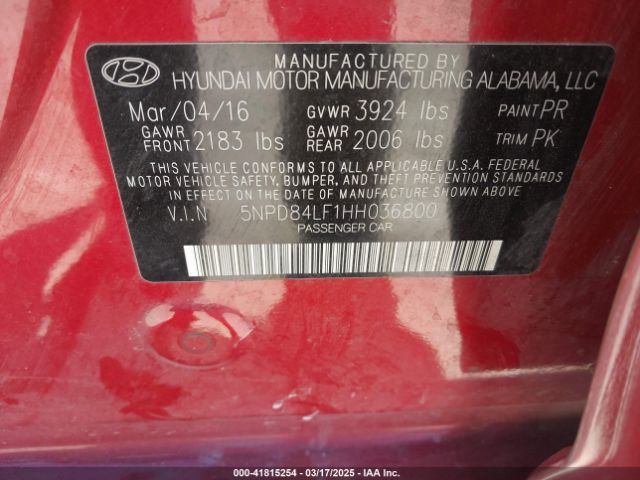 MANUFACTURED BY
HYUNDAI MOTOR MANUFACTURING ALABAMA, LLC
Mar/04/16 GVWR 3924 lbs PAINT PR
GAWR FRONT 2183 lbs GAWR REAR 2006 lbs TRIM PK
THIS VEHICLE CONFORMS TO ALL APPLICABLE U.S.A. FEDERAL
MOTOR VEHICLE SAFETY, BUMPER, AND THEFT PREVENTION STANDARDS
IN EFFECT ON THE DATE OF MANUFACTURE SHOWN ABOVE.
V.I.N 5NPD84LF1HH036800
PASSENGER CAR
000-41815254 | 03/17/2025 | IAA Inc.